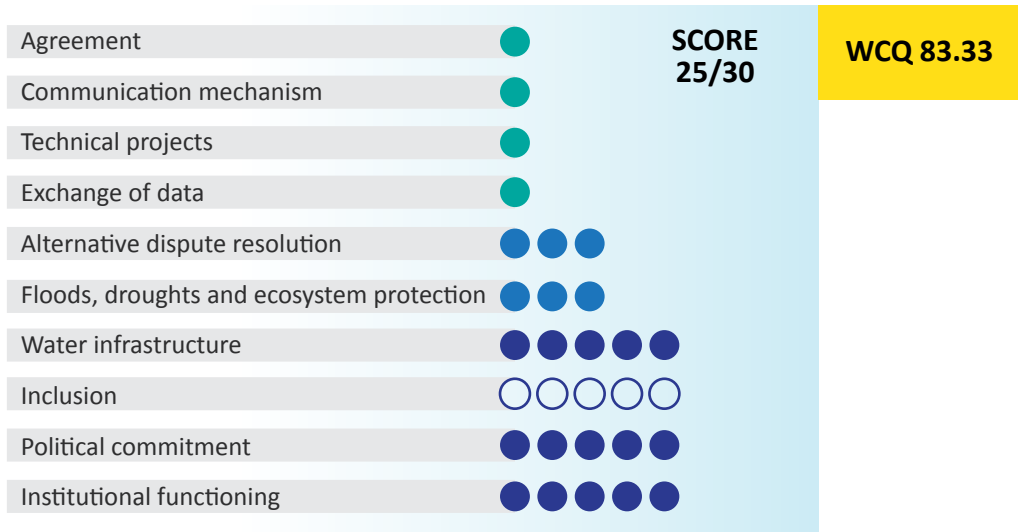 Agreement
Communication mechanism
Technical projects
Exchange of data
Alternative dispute resolution
Floods, droughts and ecosystem protection
Water infrastructure
Inclusion
Political commitment
Institutional functioning
SCORE
25/30
WCQ 83.33